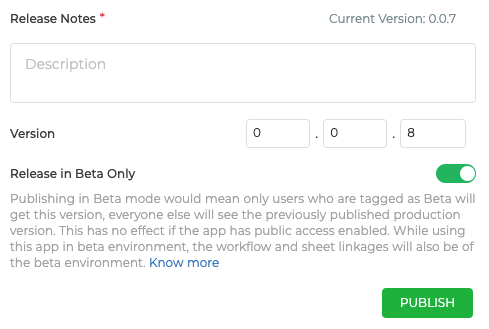 Release Notes * Current Version: 0.0.7
Description
Version 0 . 0 . 8
Release in Beta Only
Publishing in Beta mode would mean only users who are tagged as Beta will
get this version, everyone else will see the previously published production
version. This has no effect if the app has public access enabled. While using
this app in beta environment, the workflow and sheet linkages will also be of
the beta environment. Know more
PUBLISH